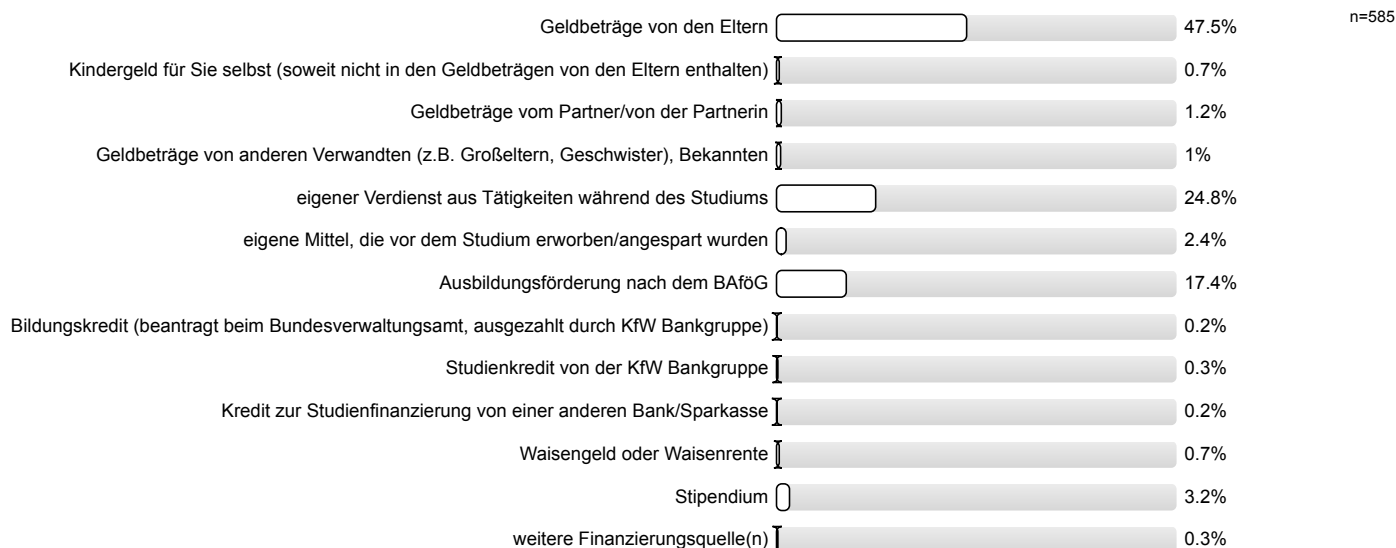 Geldbeträge von den Eltern 47.5% n=585
Kindergeld für Sie selbst (soweit nicht in den Geldbeträgen von den Eltern enthalten) 0.7%
Geldbeträge vom Partner/von der Partnerin 1.2%
Geldbeträge von anderen Verwandten (z.B. Großeltern, Geschwister), Bekannten 1%
eigener Verdienst aus Tätigkeiten während des Studiums 24.8%
eigene Mittel, die vor dem Studium erworben/angespart wurden 2.4%
Ausbildungsförderung nach dem BAföG 17.4%
Bildungskredit (beantragt beim Bundesverwaltungsamt, ausgezahlt durch KfW Bankgruppe) 0.2%
Studienkredit von der KfW Bankgruppe 0.3%
Kredit zur Studienfinanzierung von einer anderen Bank/Sparkasse 0.2%
Waisengeld oder Waisenrente 0.7%
Stipendium 3.2%
weitere Finanzierungsquelle(n) 0.3%